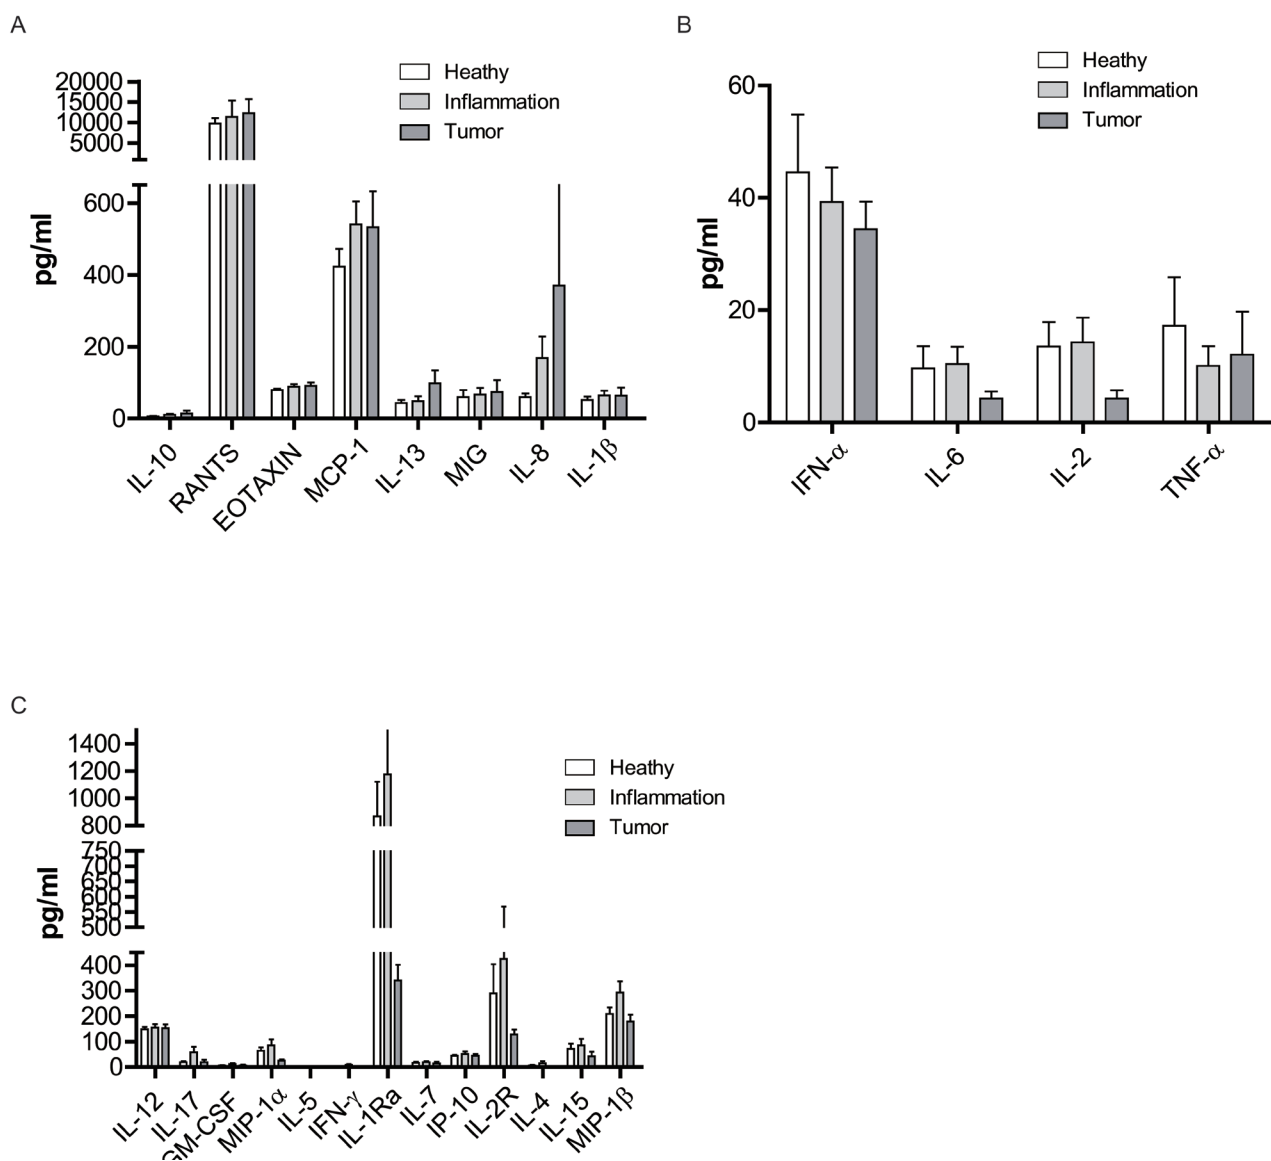 A
20000
15000
10000
5000
600
400
200
0
pg/ml
Heathy
Inflammation
Tumor
IL-10
RANTS
EOTAXIN
MCP-1
IL-13
MIG
IL-8
IL-1β
B
60
40
20
0
pg/ml
Heathy
Inflammation
Tumor
IFN-α
IL-6
IL-2
TNF-α
C
1400
1200
1000
800
750
700
650
600
550
500
400
300
200
100
0
pg/ml
Heathy
Inflammation
Tumor
IL-12
IL-17
GM-CSF
MIP-1α
IL-5
IFN-γ
IL-1Ra
IL-7
IP-10
IL-2R
IL-4
IL-15
MIP-1β